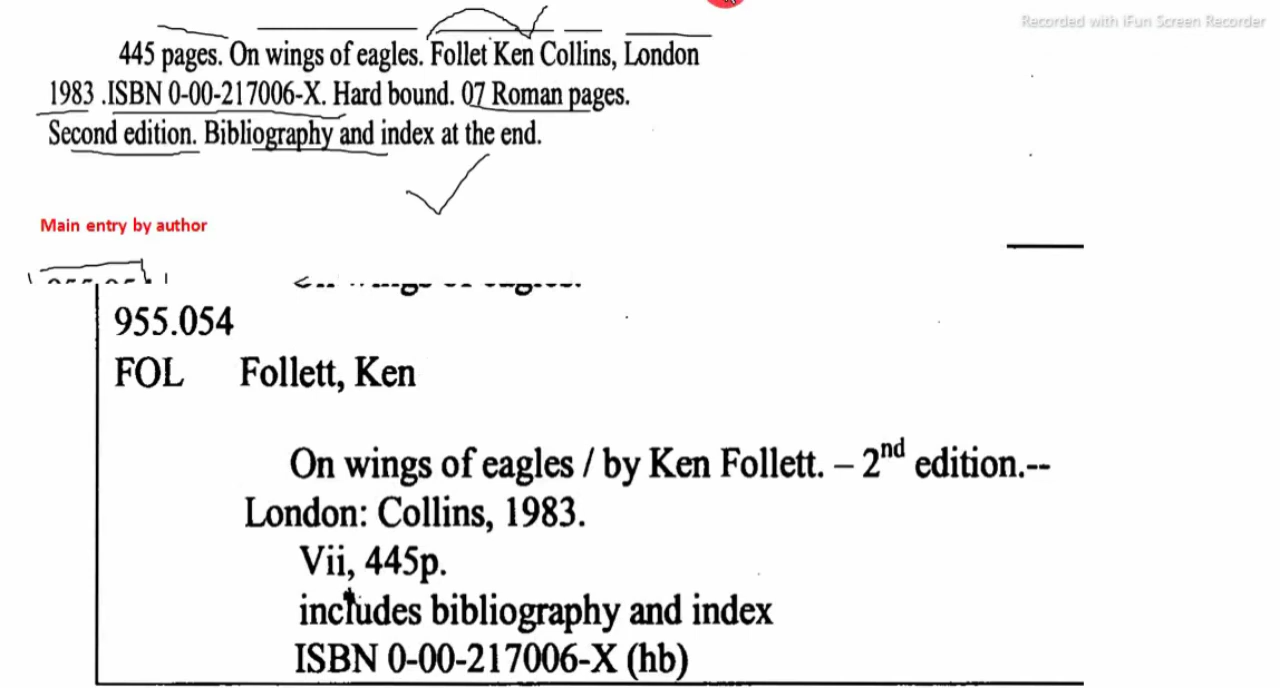 Recorded with iFun Screen Recorder
445 pages. On wings of eagles. Follet Ken Collins, London
1983 .ISBN 0-00-217006-X. Hard bound. 07 Roman pages.
Second edition. Bibliography and index at the end.
Main entry by author
955.054
FOL Follett, Ken
On wings of eagles / by Ken Follett. – 2nd edition.--
London: Collins, 1983.
Vii, 445p.
includes bibliography and index
ISBN 0-00-217006-X (hb)